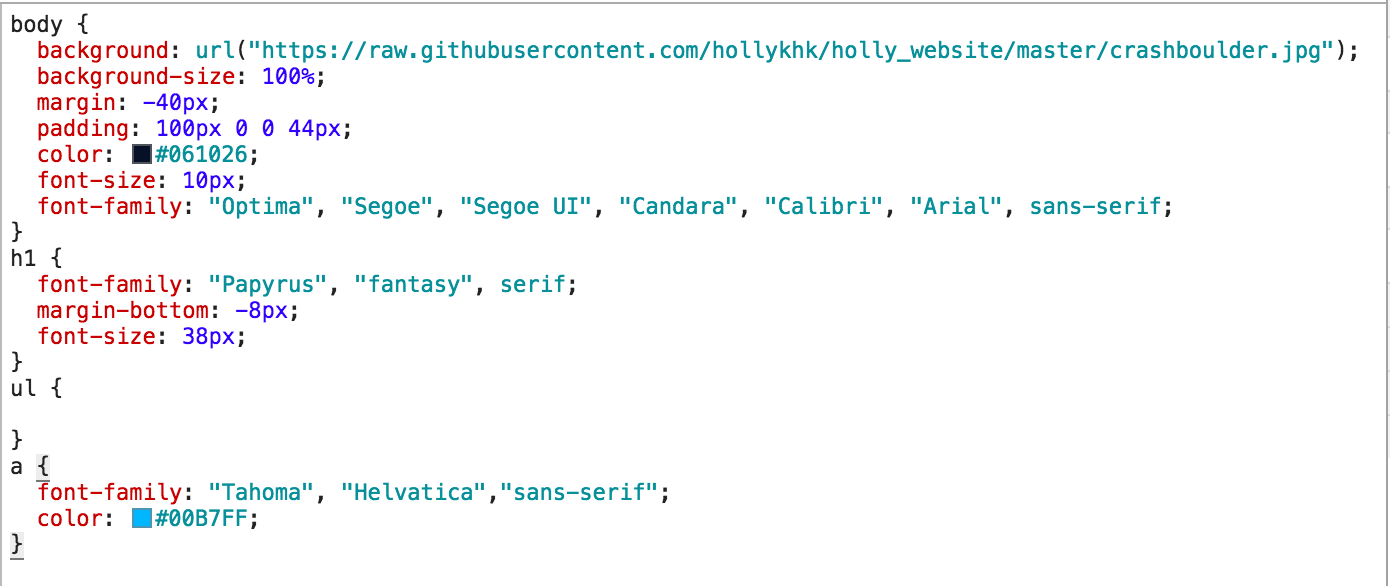 body {
  background: url("https://raw.githubusercontent.com/hollykhk/holly_website/master/crashboulder.jpg");
  background-size: 100%;
  margin: -40px;
  padding: 100px 0 0 44px;
  color: #061026;
  font-size: 10px;
  font-family: "Optima", "Segoe", "Segoe UI", "Candara", "Calibri", "Arial", sans-serif;
}
h1 {
  font-family: "Papyrus", "fantasy", serif;
  margin-bottom: -8px;
  font-size: 38px;
}
ul {

}
a {
  font-family: "Tahoma", "Helvatica","sans-serif";
  color: #00B7FF;
}